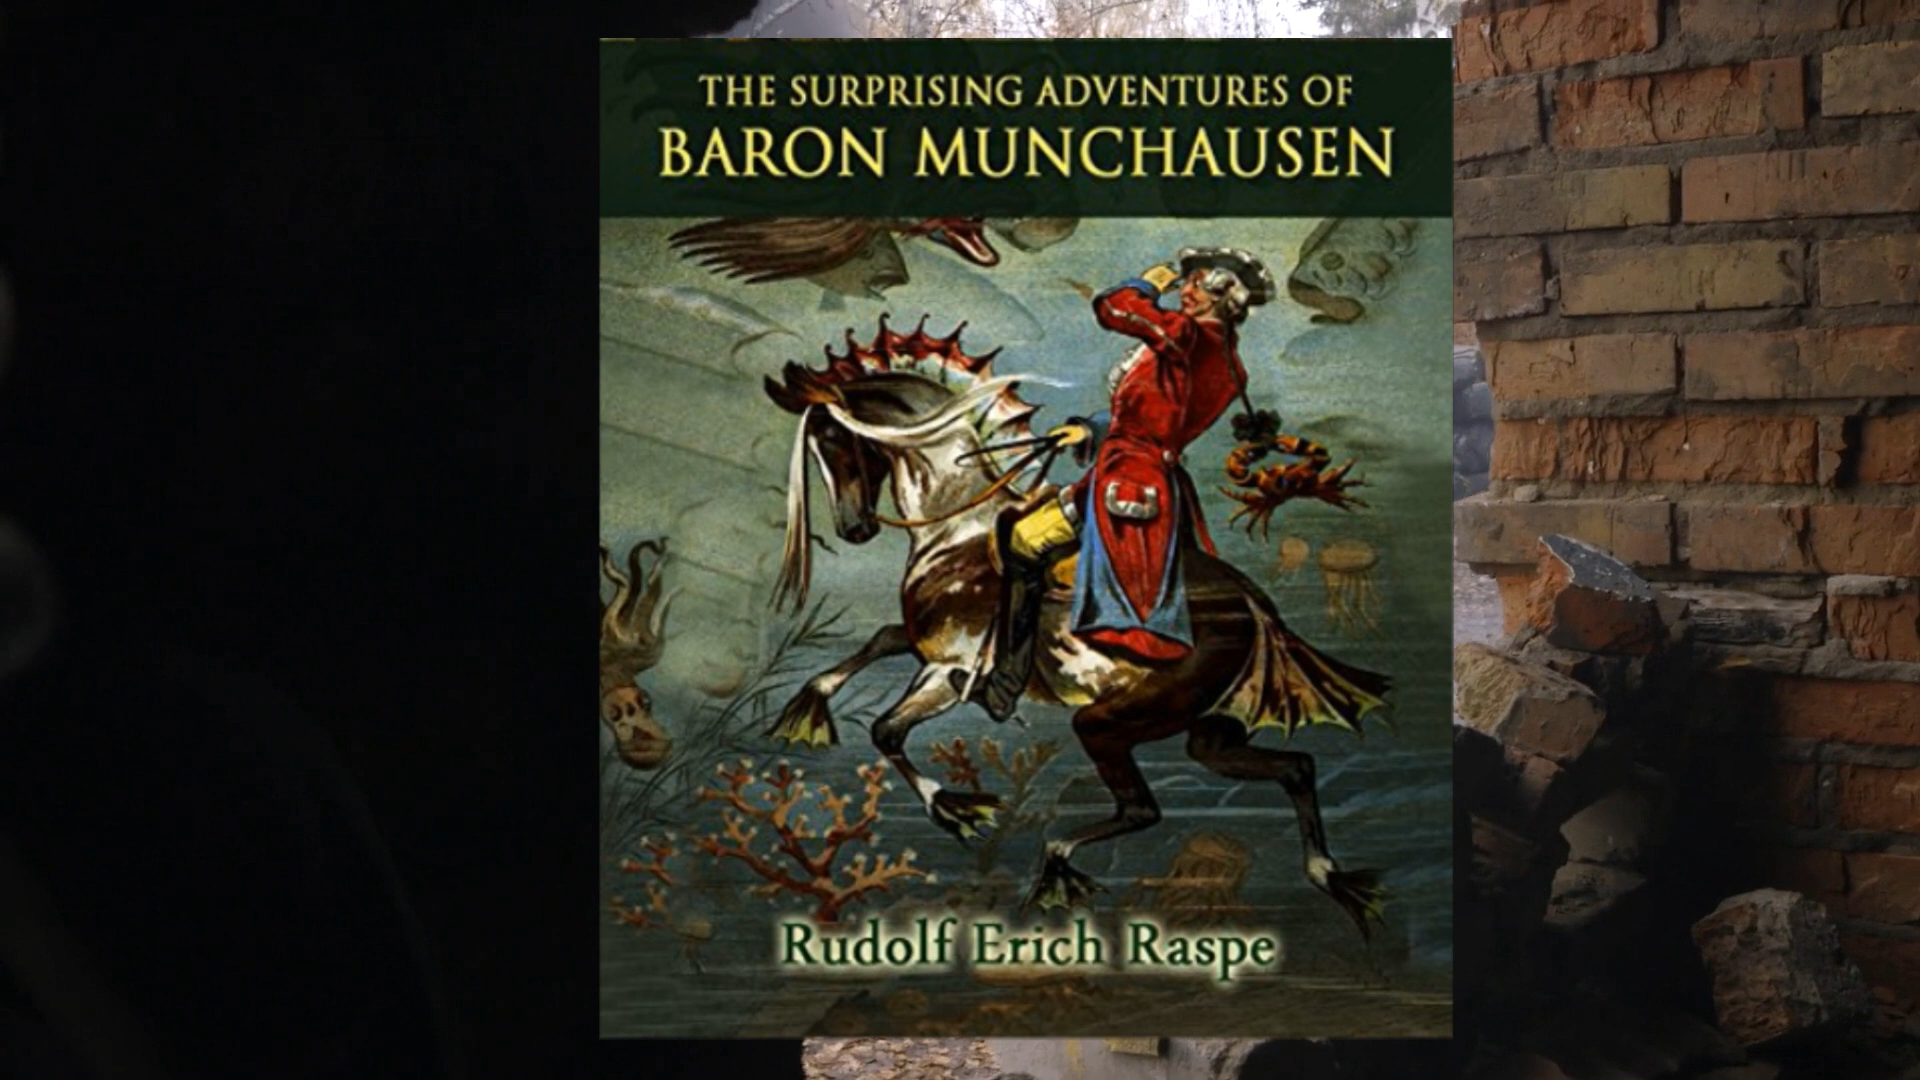 THE SURPRISING ADVENTURES OF
BARON MUNCHAUSEN
Rudolf Erich Raspe